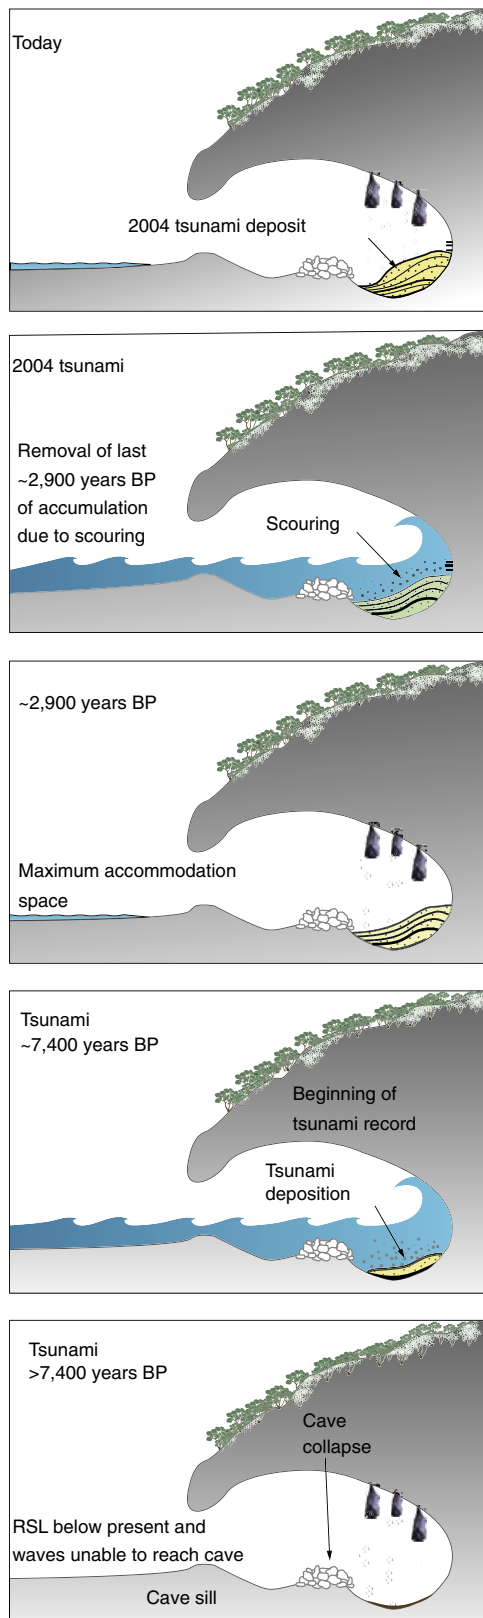 Today
2004 tsunami deposit
2004 tsunami
Removal of last
~2,900 years BP
of accumulation
due to scouring
Scouring
~2,900 years BP
Maximum accommodation
space
Tsunami
~7,400 years BP
Beginning of
tsunami record
Tsunami
deposition
Tsunami
>7,400 years BP
Cave
collapse
RSL below present and
waves unable to reach cave
Cave sill